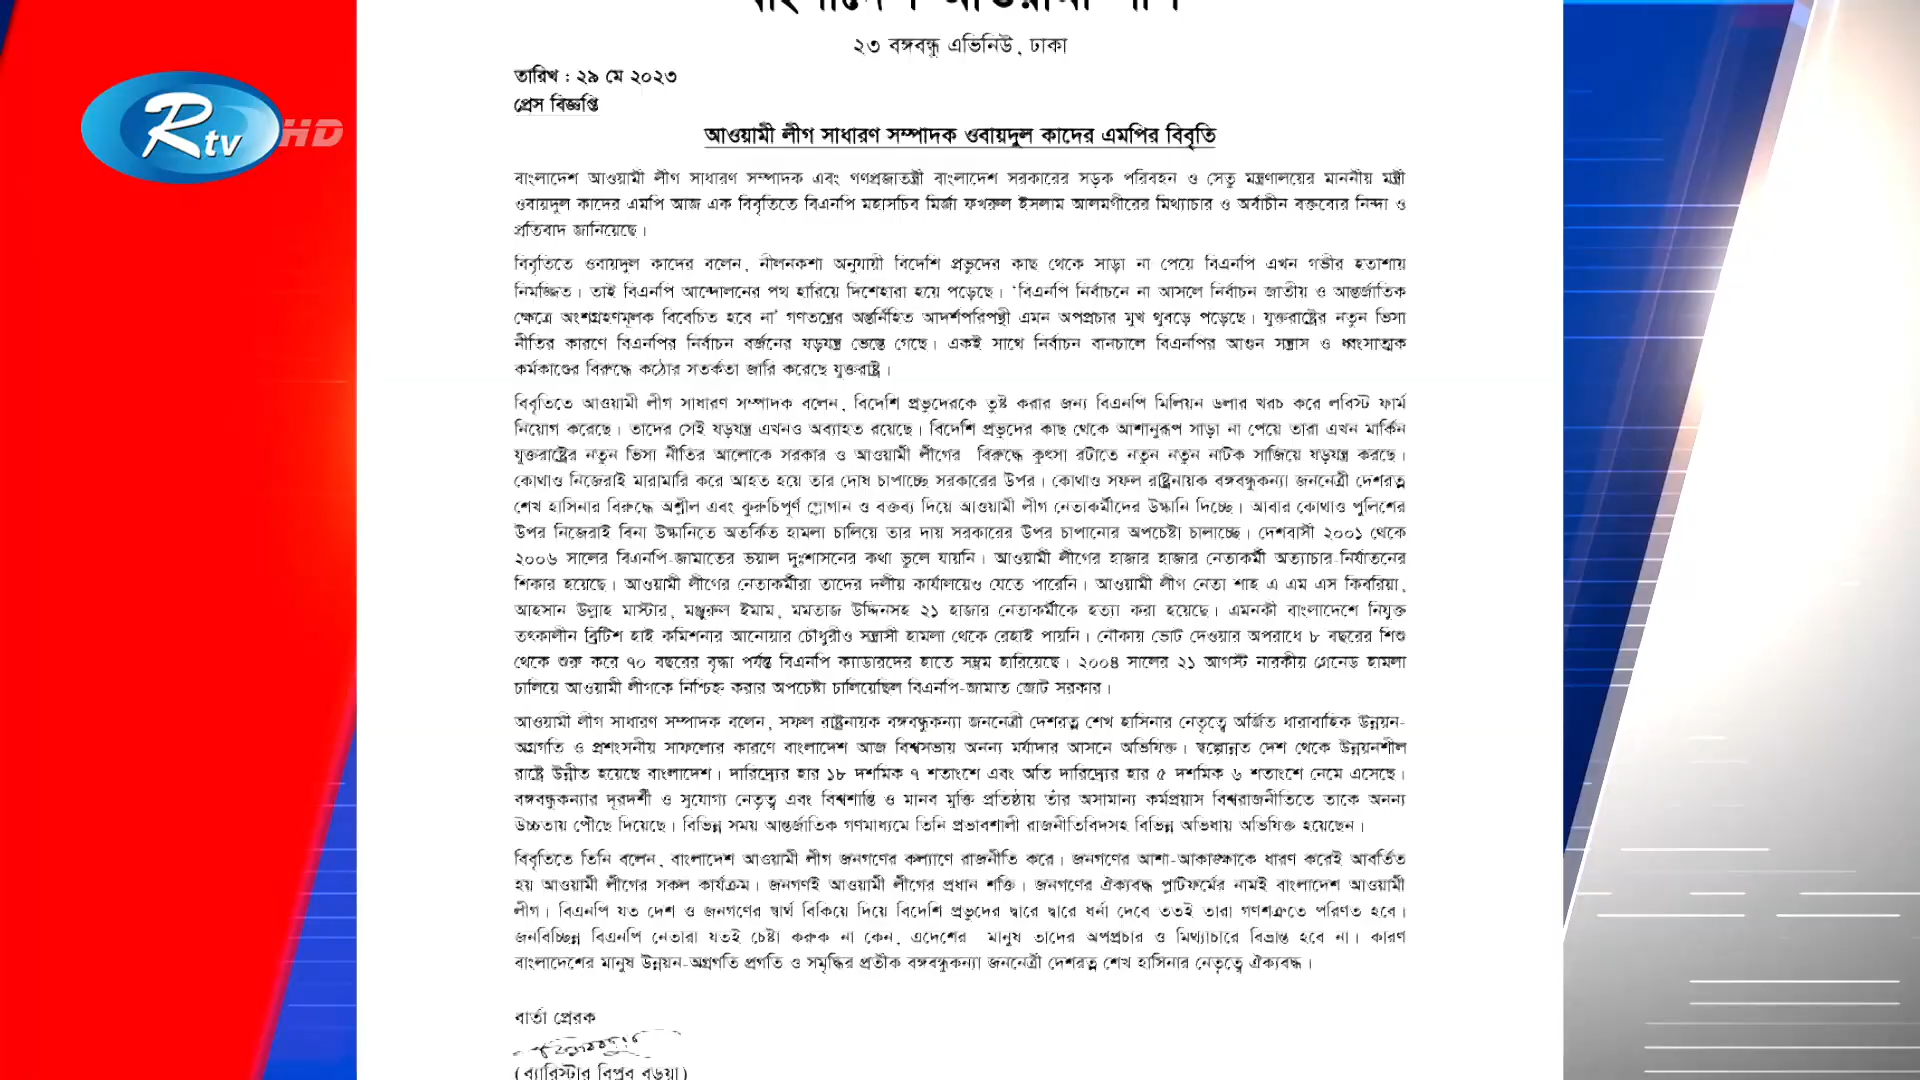 বাংলাদেশ আওয়ামী লীগ
২৩ বঙ্গবন্ধু এভিনিউ, ঢাকা
Rtv HD
তারিখ : ২৯ মে ২০২৩
প্রেস বিজ্ঞপ্তি
আওয়ামী লীগ সাধারণ সম্পাদক ওবায়দুল কাদের এমপির বিবৃতি
বাংলাদেশ আওয়ামী লীগ সাধারণ সম্পাদক এবং গণপ্রজাতন্ত্রী বাংলাদেশ সরকারের সড়ক পরিবহন ও সেতু মন্ত্রণালয়ের মাননীয় মন্ত্রী
ওবায়দুল কাদের এমপি আজ এক বিবৃতিতে বিএনপি মহাসচিব মির্জা ফখরুল ইসলাম আলমগীরের মিথ্যাচার ও অর্বাচীন বক্তব্যের নিন্দা ও
প্রতিবাদ জানিয়েছে।
বিবৃতিতে ওবায়দুল কাদের বলেন, নীলনকশা অনুযায়ী বিদেশি প্রভুদের কাছ থেকে সাড়া না পেয়ে বিএনপি এখন গভীর হতাশায়
নিমজ্জিত। তাই বিএনপি আন্দোলনের পথ হারিয়ে দিশেহারা হয়ে পড়েছে। ‘বিএনপি নির্বাচনে না আসলে নির্বাচন জাতীয় ও আন্তর্জাতিক
ক্ষেত্রে অংশগ্রহণমূলক বিবেচিত হবে না’ গণতন্ত্রের অন্তর্নিহিত আদর্শপরিপন্থী এমন অপপ্রচার মুখ থুবড়ে পড়েছে। যুক্তরাষ্ট্রের নতুন ভিসা
নীতির কারণে বিএনপির নির্বাচন বর্জনের ষড়যন্ত্র ভেস্তে গেছে। একই সাথে নির্বাচন বানচালে বিএনপির আগুন সন্ত্রাস ও ধ্বংসাত্মক
কর্মকাণ্ডের বিরুদ্ধে কঠোর সতর্কতা জারি করেছে যুক্তরাষ্ট্র।
বিবৃতিতে আওয়ামী লীগ সাধারণ সম্পাদক বলেন, বিদেশি প্রভুদেরকে তুষ্ট করার জন্য বিএনপি মিলিয়ন ডলার খরচ করে লবিস্ট ফার্ম
নিয়োগ করেছে। তাদের সেই ষড়যন্ত্র এখনও অব্যাহত রয়েছে। বিদেশি প্রভুদের কাছ থেকে আশানুরূপ সাড়া না পেয়ে তারা এখন মার্কিন
যুক্তরাষ্ট্রের নতুন ভিসা নীতির আলোকে সরকার ও আওয়ামী লীগের বিরুদ্ধে কুৎসা রটাতে নতুন নতুন নাটক সাজিয়ে ষড়যন্ত্র করছে।
কোথাও নিজেরাই মারামারি করে আহত হয়ে তার দোষ চাপাচ্ছে সরকারের উপর। কোথাও সফল রাষ্ট্রনায়ক বঙ্গবন্ধুকন্যা জননেত্রী দেশরত্ন
শেখ হাসিনার বিরুদ্ধে অশ্লীল এবং কুরুচিপূর্ণ স্লোগান ও বক্তব্য দিয়ে আওয়ামী লীগ নেতাকর্মীদের উস্কানি দিচ্ছে। আবার কোথাও পুলিশের
উপর নিজেরাই বিনা উস্কানিতে অতর্কিত হামলা চালিয়ে তার দায় সরকারের উপর চাপানোর অপচেষ্টা চালাচ্ছে। দেশবাসী ২০০১ থেকে
২০০৬ সালের বিএনপি-জামাতের ভয়াল দুঃশাসনের কথা ভুলে যায়নি। আওয়ামী লীগের হাজার হাজার নেতাকর্মী অত্যাচার-নির্যাতনের
শিকার হয়েছে। আওয়ামী লীগের নেতাকর্মীরা তাদের দলীয় কার্যালয়েও যেতে পারেনি। আওয়ামী লীগ নেতা শাহ এ এম এস কিবরিয়া,
আহসান উল্লাহ মাস্টার, মঞ্জুরুল ইমাম, মমতাজ উদ্দিনসহ ২১ হাজার নেতাকর্মীকে হত্যা করা হয়েছে। এমনকী বাংলাদেশে নিযুক্ত
তৎকালীন ব্রিটিশ হাই কমিশনার আনোয়ার চৌধুরীও সন্ত্রাসী হামলা থেকে রেহাই পায়নি। নৌকায় ভোট দেওয়ার অপরাধে ৮ বছরের শিশু
থেকে শুরু করে ৭০ বছরের বৃদ্ধা পর্যন্ত বিএনপি ক্যাডারদের হাতে সম্ভ্রম হারিয়েছে। ২০০৪ সালের ২১ আগস্ট নারকীয় গ্রেনেড হামলা
চালিয়ে আওয়ামী লীগকে নিশ্চিহ্ন করার অপচেষ্টা চালিয়েছিল বিএনপি-জামাত জোট সরকার।
আওয়ামী লীগ সাধারণ সম্পাদক বলেন, সফল রাষ্ট্রনায়ক বঙ্গবন্ধুকন্যা জননেত্রী দেশরত্ন শেখ হাসিনার নেতৃত্বে অর্জিত ধারাবাহিক উন্নয়ন-
অগ্রগতি ও প্রশংসনীয় সাফল্যের কারণে বাংলাদেশ আজ বিশ্বসভায় অনন্য মর্যাদার আসনে অভিষিক্ত। স্বল্পোন্নত দেশ থেকে উন্নয়নশীল
রাষ্ট্রে উন্নীত হয়েছে বাংলাদেশ। দারিদ্র্যের হার ১৮ দশমিক ৭ শতাংশে এবং অতি দারিদ্র্যের হার ৫ দশমিক ৬ শতাংশে নেমে এসেছে।
বঙ্গবন্ধুকন্যার দূরদর্শী ও সুযোগ্য নেতৃত্ব এবং বিশ্বশান্তি ও মানব মুক্তি প্রতিষ্ঠায় তাঁর অসামান্য কর্মপ্রয়াস বিশ্বরাজনীতিতে তাকে অনন্য
উচ্চতায় পৌঁছে দিয়েছে। বিভিন্ন সময় আন্তর্জাতিক গণমাধ্যমে তিনি প্রভাবশালী রাজনীতিবিদসহ বিভিন্ন অভিধায় অভিষিক্ত হয়েছেন।
বিবৃতিতে তিনি বলেন, বাংলাদেশ আওয়ামী লীগ জনগণের কল্যাণে রাজনীতি করে। জনগণের আশা-আকাঙ্ক্ষাকে ধারণ করেই আবর্তিত
হয় আওয়ামী লীগের সকল কার্যক্রম। জনগণই আওয়ামী লীগের প্রধান শক্তি। জনগণের ঐক্যবদ্ধ প্লাটফর্মের নামই বাংলাদেশ আওয়ামী
লীগ। বিএনপি যত দেশ ও জনগণের স্বার্থ বিকিয়ে দিয়ে বিদেশি প্রভুদের দ্বারে দ্বারে ধর্না দেবে ততই তারা গণশত্রুতে পরিণত হবে।
জনবিচ্ছিন্ন বিএনপি নেতারা যতই চেষ্টা করুক না কেন, এদেশের মানুষ তাদের অপপ্রচার ও মিথ্যাচারে বিভ্রান্ত হবে না। কারণ
বাংলাদেশের মানুষ উন্নয়ন-অগ্রগতি প্রগতি ও সমৃদ্ধির প্রতীক বঙ্গবন্ধুকন্যা জননেত্রী দেশরত্ন শেখ হাসিনার নেতৃত্বে ঐক্যবদ্ধ।
বার্তা প্রেরক
(ব্যারিস্টার বিপ্লব বড়ুয়া)